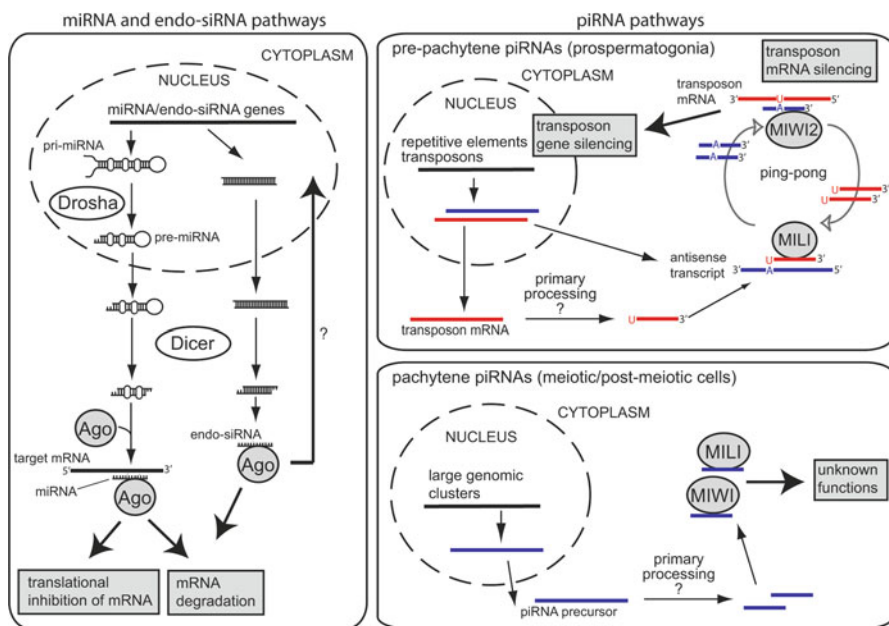 miRNA and endo-siRNA pathways
CYTOPLASM
NUCLEUS
miRNA/endo-siRNA genes
pri-miRNA
Drosha
pre-miRNA
Dicer
?
endo-siRNA
Ago
target mRNA
5'
3'
miRNA
Ago
Ago
translational
inhibition of mRNA
mRNA
degradation
piRNA pathways
pre-pachytene piRNAs (prospermatogonia)
CYTOPLASM
NUCLEUS
repetitive elements
transposons
transposon
gene silencing
transposon
mRNA silencing
transposon
mRNA
3'
U
5'
A
3'
MIWI2
A
3'
A
3'
ping-pong
U
3'
U
3'
MILI
antisense
transcript
U
3'
3'
A
5'
transposon mRNA
primary
processing
?
U
3'
pachytene piRNAs (meiotic/post-meiotic cells)
CYTOPLASM
NUCLEUS
large genomic
clusters
piRNA precursor
primary
processing
?
MILI
MIWI
unknown
functions